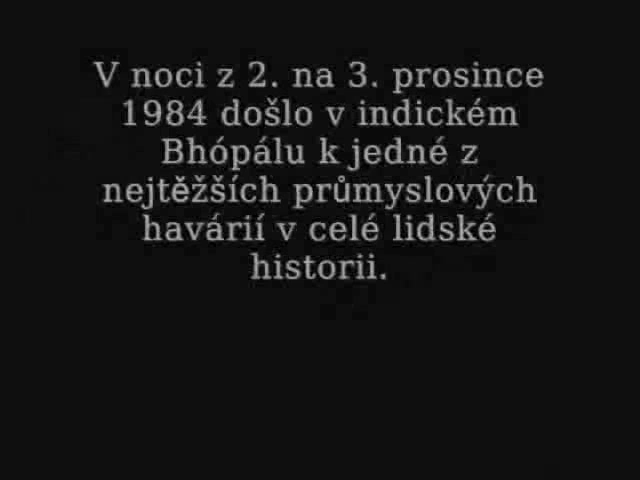 V noci z 2. na 3. prosince
1984 došlo v indickém
Bhópálu k jedné z
nejtěžších průmyslových
havárií v celé lidské
historii.